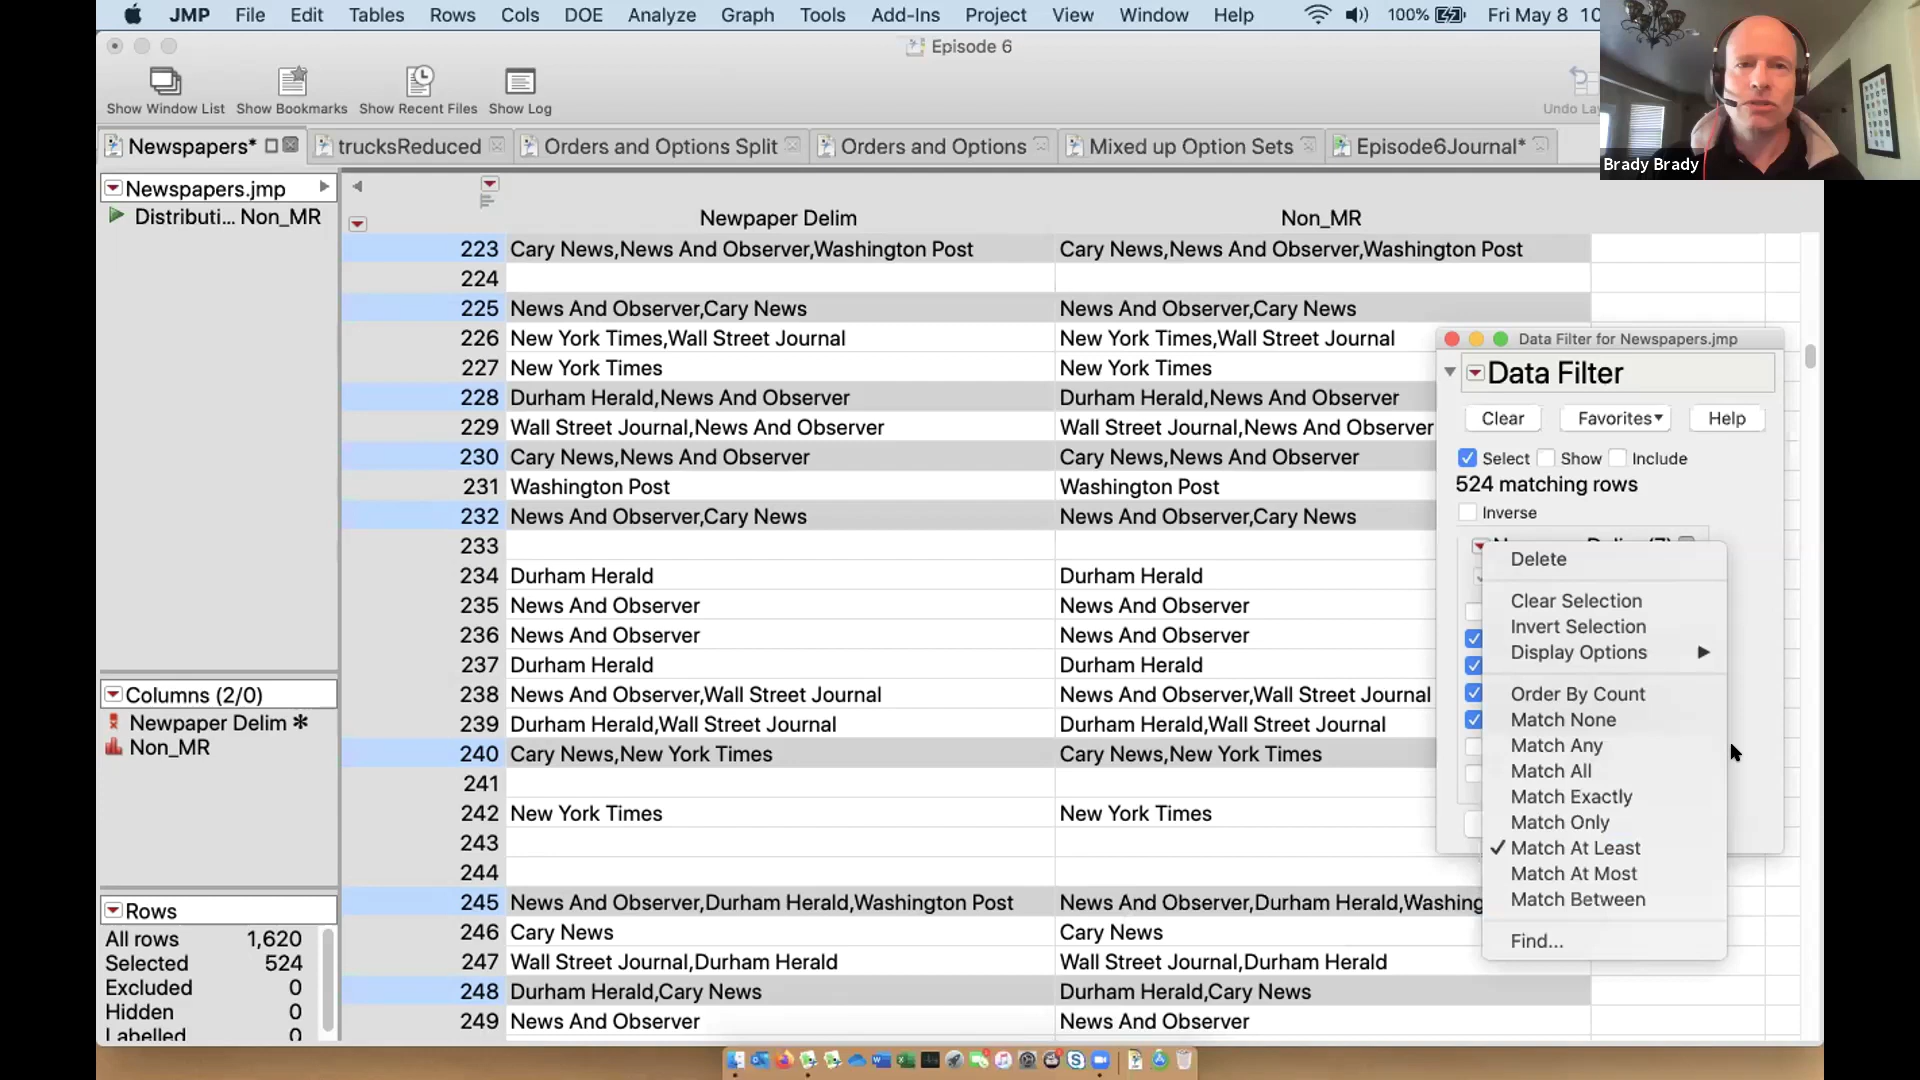 JMP File Edit Tables Rows Cols DOE Analyze Graph Tools Add-Ins Project View Window Help 100% Fri May 8 10
Episode 6
Show Window List Show Bookmarks Show Recent Files Show Log Undo Lay
Brady Brady
Newspapers* trucksReduced Orders and Options Split Orders and Options Mixed up Option Sets Episode6Journal*
Newspapers.jmp
Distributi... Non_MR
Columns (2/0)
Newpaper Delim *
Non_MR
Rows
All rows 1,620
Selected 524
Excluded 0
Hidden 0
Labelled 0
Newpaper Delim Non_MR
223 Cary News,News And Observer,Washington Post Cary News,News And Observer,Washington Post
224
225 News And Observer,Cary News News And Observer,Cary News
226 New York Times,Wall Street Journal New York Times,Wall Street Journal
227 New York Times New York Times
228 Durham Herald,News And Observer Durham Herald,News And Observer
229 Wall Street Journal,News And Observer Wall Street Journal,News And Observer
230 Cary News,News And Observer Cary News,News And Observer
231 Washington Post Washington Post
232 News And Observer,Cary News News And Observer,Cary News
233
234 Durham Herald Durham Herald
235 News And Observer News And Observer
236 News And Observer News And Observer
237 Durham Herald Durham Herald
238 News And Observer,Wall Street Journal News And Observer,Wall Street Journal
239 Durham Herald,Wall Street Journal Durham Herald,Wall Street Journal
240 Cary News,New York Times Cary News,New York Times
241
242 New York Times New York Times
243
244
245 News And Observer,Durham Herald,Washington Post News And Observer,Durham Herald,Washing
246 Cary News Cary News
247 Wall Street Journal,Durham Herald Wall Street Journal,Durham Herald
248 Durham Herald,Cary News Durham Herald,Cary News
249 News And Observer News And Observer
Data Filter for Newspapers.jmp
Data Filter
Clear Favorites Help
Select Show Include
524 matching rows
Inverse
Delete
Clear Selection
Invert Selection
Display Options
Order By Count
Match None
Match Any
Match All
Match Exactly
Match Only
Match At Least
Match At Most
Match Between
Find...